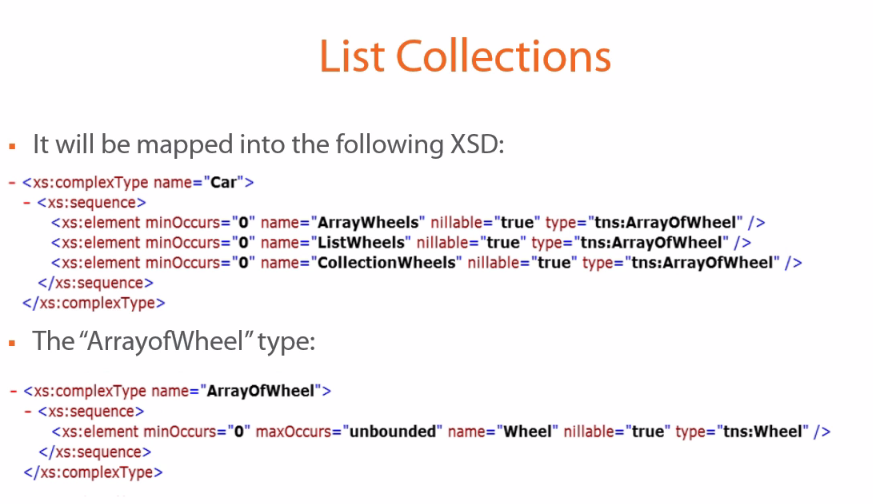 List Collections
▪ It will be mapped into the following XSD:
- <xs:complexType name="Car">
- <xs:sequence>
<xs:element minOccurs="0" name="ArrayWheels" nillable="true" type="tns:ArrayOfWheel" />
<xs:element minOccurs="0" name="ListWheels" nillable="true" type="tns:ArrayOfWheel" />
<xs:element minOccurs="0" name="CollectionWheels" nillable="true" type="tns:ArrayOfWheel" />
</xs:sequence>
</xs:complexType>
▪ The “ArrayofWheel” type:
- <xs:complexType name="ArrayOfWheel">
- <xs:sequence>
<xs:element minOccurs="0" maxOccurs="unbounded" name="Wheel" nillable="true" type="tns:Wheel" />
</xs:sequence>
</xs:complexType>